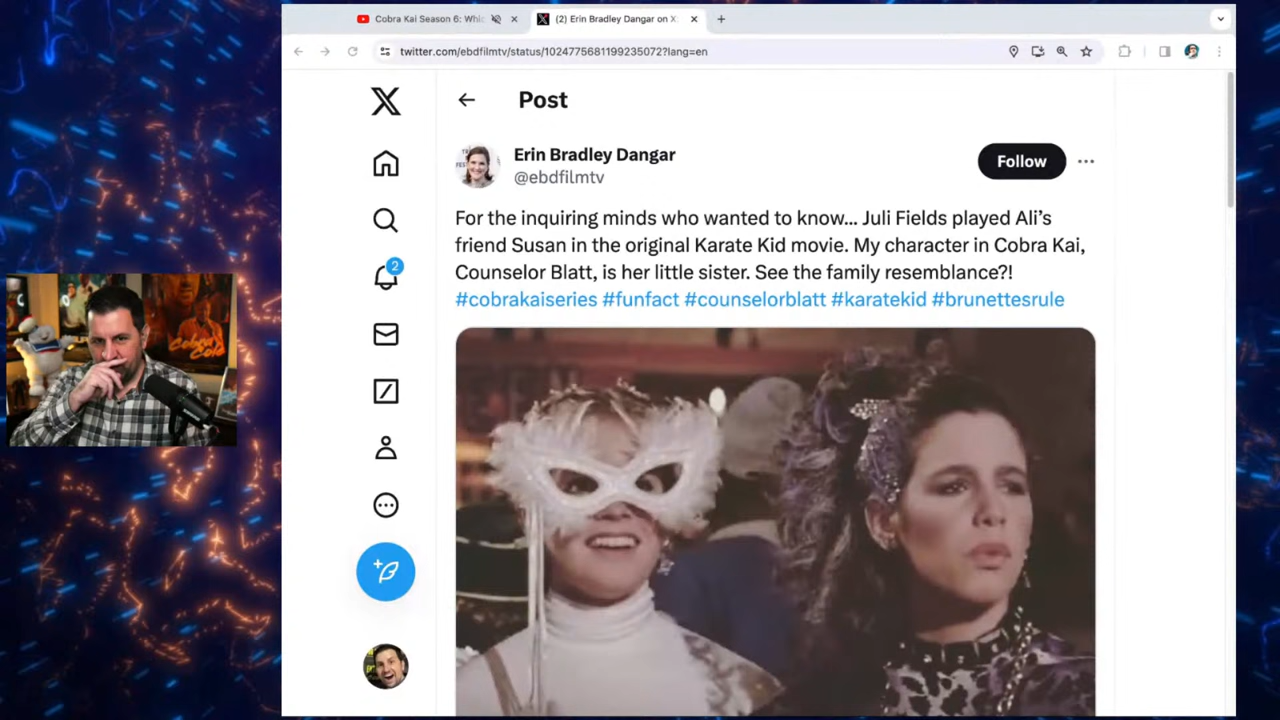 Cobra Kai Season 6: Whic
(2) Erin Bradley Dangar on X
twitter.com/ebdfilmtv/status/1024775681199235072?lang=en
Post
Erin Bradley Dangar
@ebdfilmtv
Follow
For the inquiring minds who wanted to know... Juli Fields played Ali's
friend Susan in the original Karate Kid movie. My character in Cobra Kai,
Counselor Blatt, is her little sister. See the family resemblance?!
#cobrakaiseries #funfact #counselorblatt #karatekid #brunettesrule
2